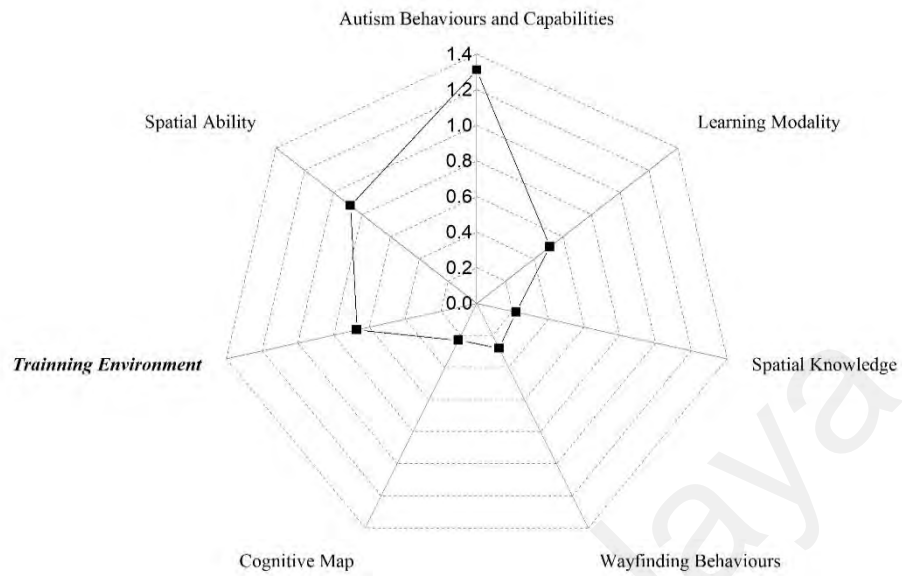 Autism Behaviours and Capabilities
1.4
1.2
1.0
0.8
0.6
0.4
0.2
0.0
Spatial Ability
Learning Modality
Trainning Environment
Spatial Knowledge
Cognitive Map
Wayfinding Behaviours
laya